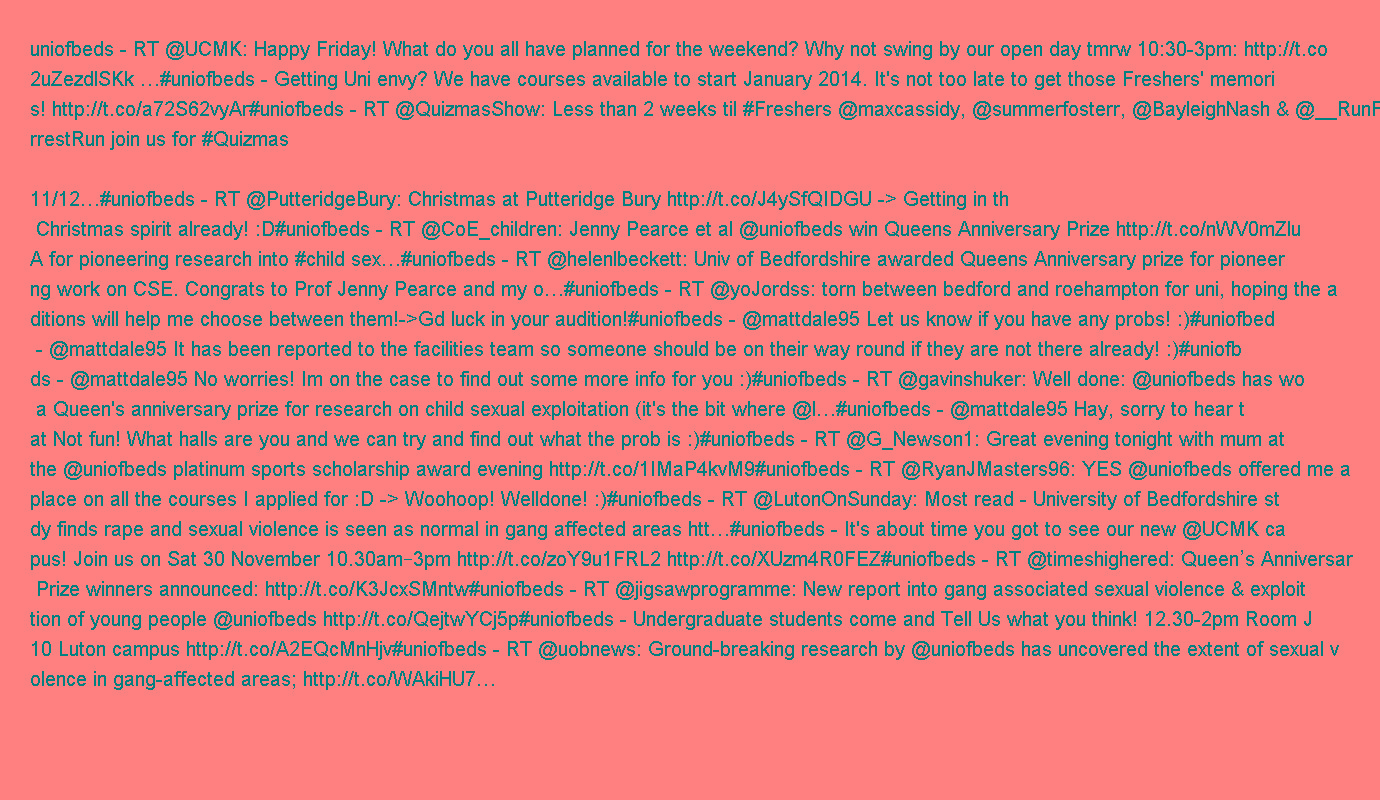 uniofbeds - RT @UCMK: Happy Friday! What do you all have planned for the weekend? Why not swing by our open day tmrw 10:30-3pm: http://t.co
2uZezdlSKk …#uniofbeds - Getting Uni envy? We have courses available to start January 2014. It's not too late to get those Freshers' memori
s! http://t.co/a72S62vyAr#uniofbeds - RT @QuizmasShow: Less than 2 weeks til #Freshers @maxcassidy, @summerfosterr, @BayleighNash & @__RunF
rrestRun join us for #Quizmas
11/12…#uniofbeds - RT @PutteridgeBury: Christmas at Putteridge Bury http://t.co/J4ySfQIDGU -> Getting in th
Christmas spirit already! :D#uniofbeds - RT @CoE_children: Jenny Pearce et al @uniofbeds win Queens Anniversary Prize http://t.co/nWV0mZlu
A for pioneering research into #child sex…#uniofbeds - RT @helenlbeckett: Univ of Bedfordshire awarded Queens Anniversary prize for pioneer
ng work on CSE. Congrats to Prof Jenny Pearce and my o…#uniofbeds - RT @yoJordss: torn between bedford and roehampton for uni, hoping the a
ditions will help me choose between them!->Gd luck in your audition!#uniofbeds - @mattdale95 Let us know if you have any probs! :)#uniofbed
- @mattdale95 It has been reported to the facilities team so someone should be on their way round if they are not there already! :)#uniofb
ds - @mattdale95 No worries! Im on the case to find out some more info for you :)#uniofbeds - RT @gavinshuker: Well done: @uniofbeds has wo
a Queen's anniversary prize for research on child sexual exploitation (it's the bit where @l…#uniofbeds - @mattdale95 Hay, sorry to hear t
at Not fun! What halls are you and we can try and find out what the prob is :)#uniofbeds - RT @G_Newson1: Great evening tonight with mum at
the @uniofbeds platinum sports scholarship award evening http://t.co/1IMaP4kvM9#uniofbeds - RT @RyanJMasters96: YES @uniofbeds offered me a
place on all the courses I applied for :D -> Woohoop! Welldone! :)#uniofbeds - RT @LutonOnSunday: Most read - University of Bedfordshire st
dy finds rape and sexual violence is seen as normal in gang affected areas htt…#uniofbeds - It's about time you got to see our new @UCMK ca
pus! Join us on Sat 30 November 10.30am–3pm http://t.co/zoY9u1FRL2 http://t.co/XUzm4R0FEZ#uniofbeds - RT @timeshighered: Queen’s Anniversar
Prize winners announced: http://t.co/K3JcxSMntw#uniofbeds - RT @jigsawprogramme: New report into gang associated sexual violence & exploit
tion of young people @uniofbeds http://t.co/QejtwYCj5p#uniofbeds - Undergraduate students come and Tell Us what you think! 12.30-2pm Room J
10 Luton campus http://t.co/A2EQcMnHjv#uniofbeds - RT @uobnews: Ground-breaking research by @uniofbeds has uncovered the extent of sexual v
olence in gang-affected areas; http://t.co/WAkiHU7…